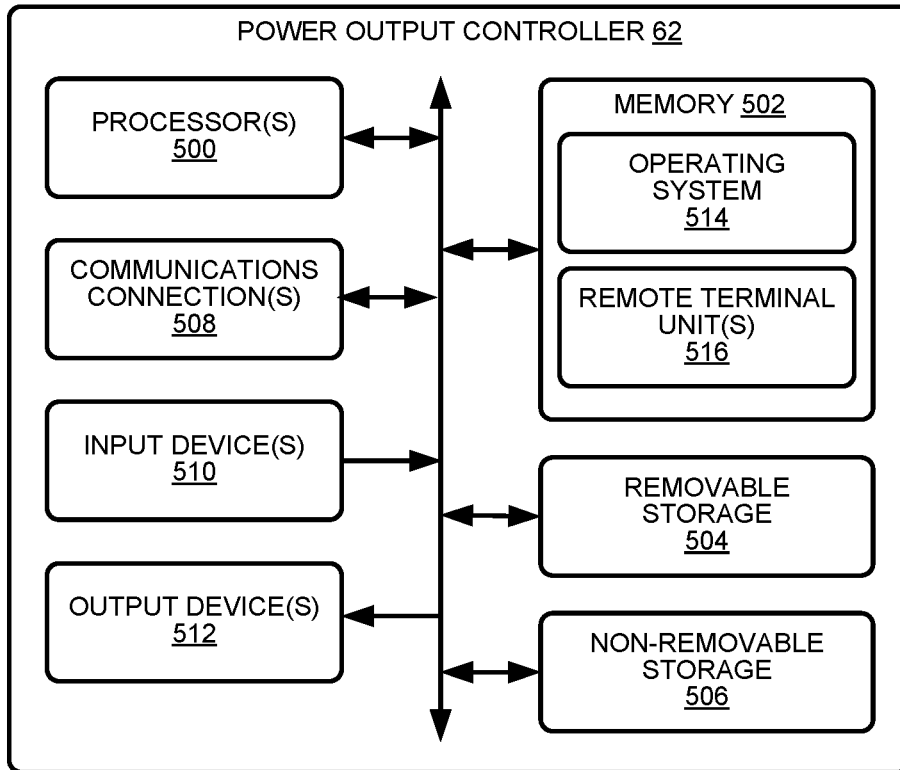 POWER OUTPUT CONTROLLER 62
PROCESSOR(S)
500
COMMUNICATIONS
CONNECTION(S)
508
INPUT DEVICE(S)
510
OUTPUT DEVICE(S)
512
MEMORY 502
OPERATING
SYSTEM
514
REMOTE TERMINAL
UNIT(S)
516
REMOVABLE
STORAGE
504
NON-REMOVABLE
STORAGE
506